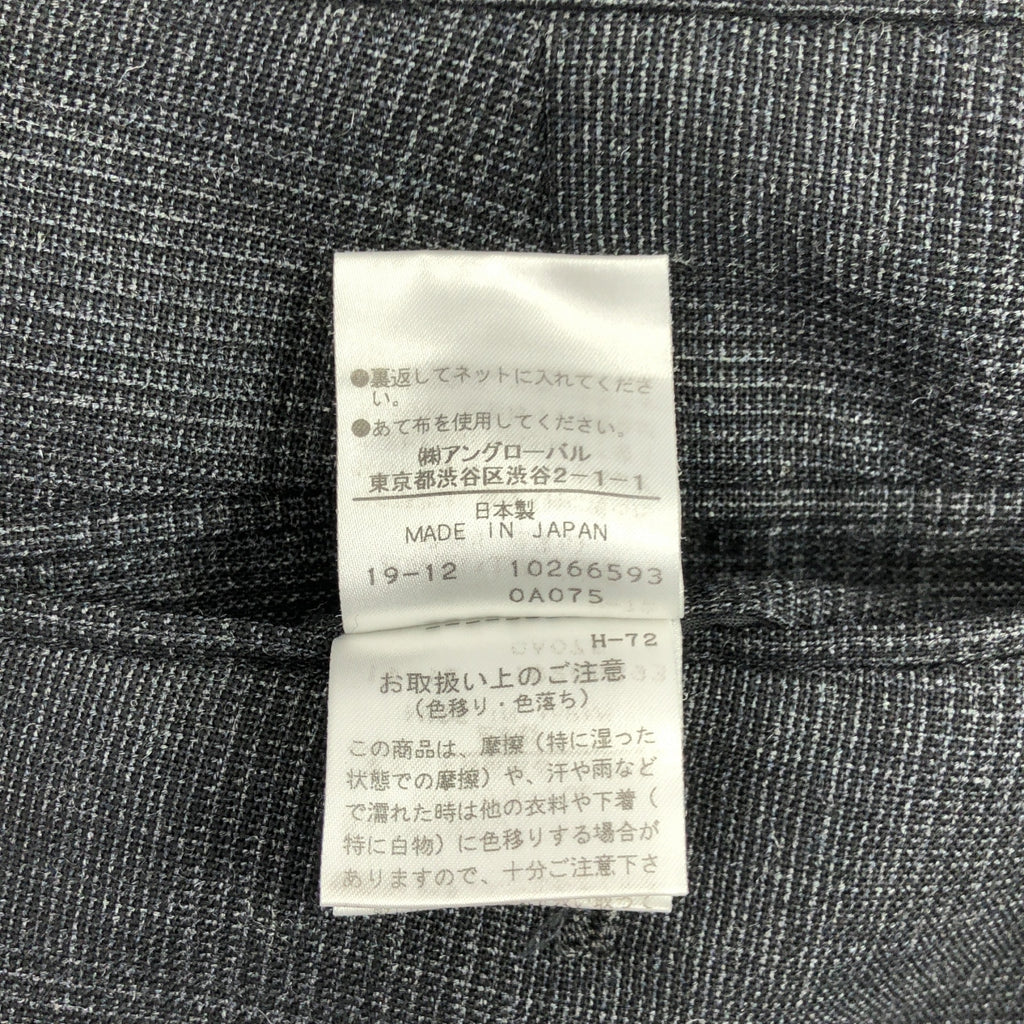 ●裏返してネットに入れてくださ
い。
●あて布を使用してください。
㈱アングローバル
東京都渋谷区渋谷2-1-1
日本製
MADE IN JAPAN
19-12 10266593
0A075
H-72
お取扱い上のご注意
(色移り・色落ち)
この商品は、摩擦(特に湿った
状態での摩擦)や、汗や雨など
で濡れた時は他の衣料や下着(
特に白物)に色移りする場合が
ありますので、十分ご注意下さ